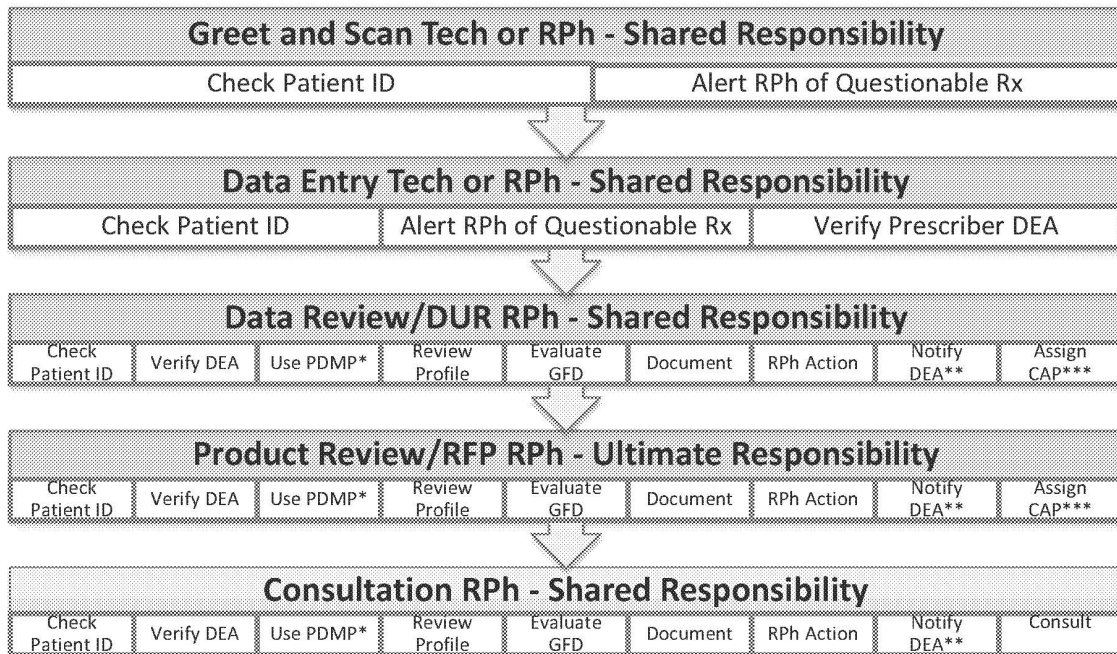 Greet and Scan Tech or RPh - Shared Responsibility
Check Patient ID Alert RPh of Questionable Rx
Data Entry Tech or RPh - Shared Responsibility
Check Patient ID Alert RPh of Questionable Rx Verify Prescriber DEA
Data Review/DUR RPh - Shared Responsibility
Check Patient ID Verify DEA Use PDMP* Review Profile Evaluate GFD Document RPh Action Notify DEA** Assign CAP***
Product Review/RFP RPh - Ultimate Responsibility
Check Patient ID Verify DEA Use PDMP* Review Profile Evaluate GFD Document RPh Action Notify DEA** Assign CAP***
Consultation RPh - Shared Responsibility
Check Patient ID Verify DEA Use PDMP* Review Profile Evaluate GFD Document RPh Action Notify DEA** Consult